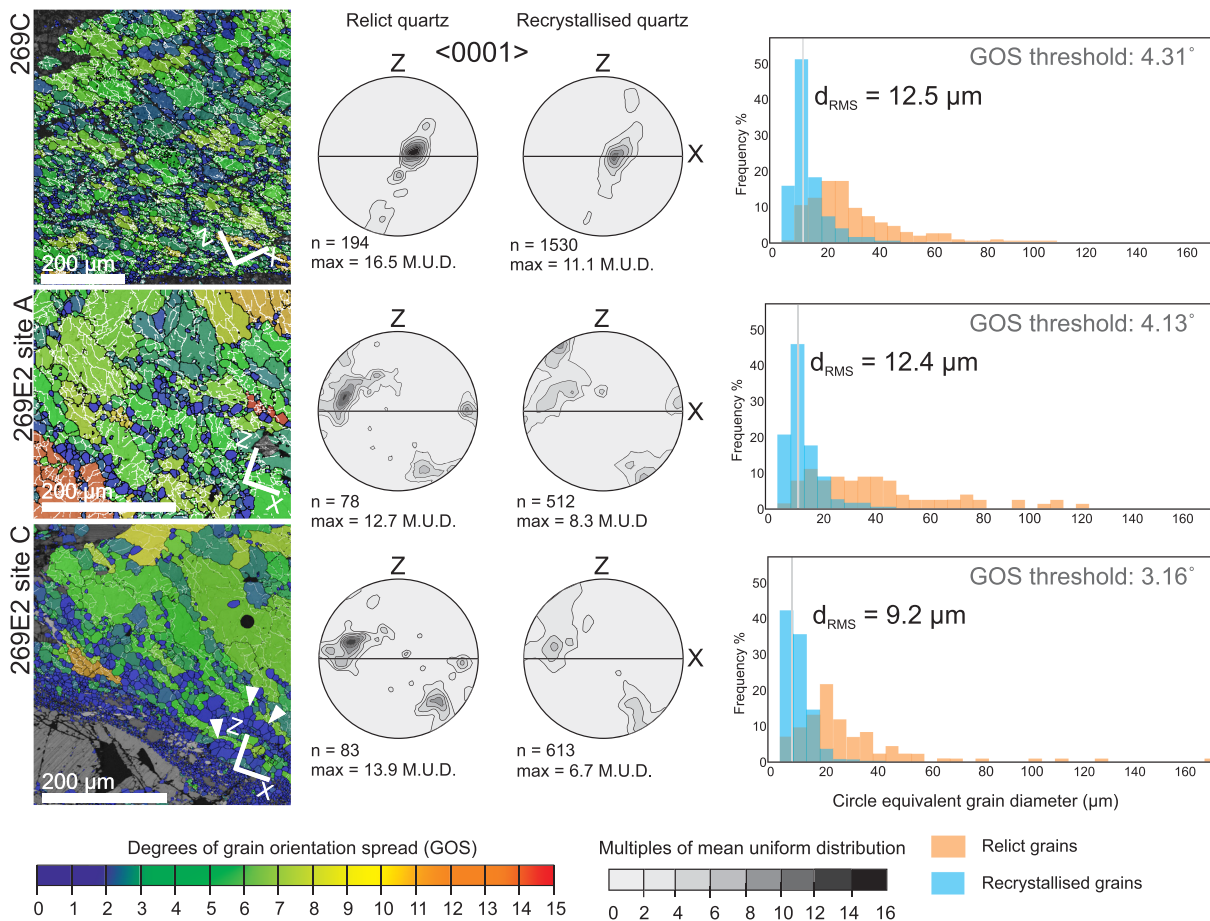 Relict quartz
Recrystallised quartz
<0001>
269C
Z
X
200 µm
Z
Z
X
n = 194
max = 16.5 M.U.D.
n = 1530
max = 11.1 M.U.D.
GOS threshold: 4.31°
dRMS = 12.5 µm
Frequency %
50
40
30
20
10
0
0 20 40 60 80 100 120 140 160
269E2 site A
Z
X
200 µm
Z
Z
X
n = 78
max = 12.7 M.U.D.
n = 512
max = 8.3 M.U.D
GOS threshold: 4.13°
dRMS = 12.4 µm
Frequency %
50
40
30
20
10
0
0 20 40 60 80 100 120 140 160
269E2 site C
Z
X
200 µm
Z
Z
X
n = 83
max = 13.9 M.U.D.
n = 613
max = 6.7 M.U.D.
GOS threshold: 3.16°
dRMS = 9.2 µm
Frequency %
50
40
30
20
10
0
0 20 40 60 80 100 120 140 160
Circle equivalent grain diameter (µm)
Degrees of grain orientation spread (GOS)
0 1 2 3 4 5 6 7 8 9 10 11 12 13 14 15
Multiples of mean uniform distribution
0 2 4 6 8 10 12 14 16
Relict grains
Recrystallised grains